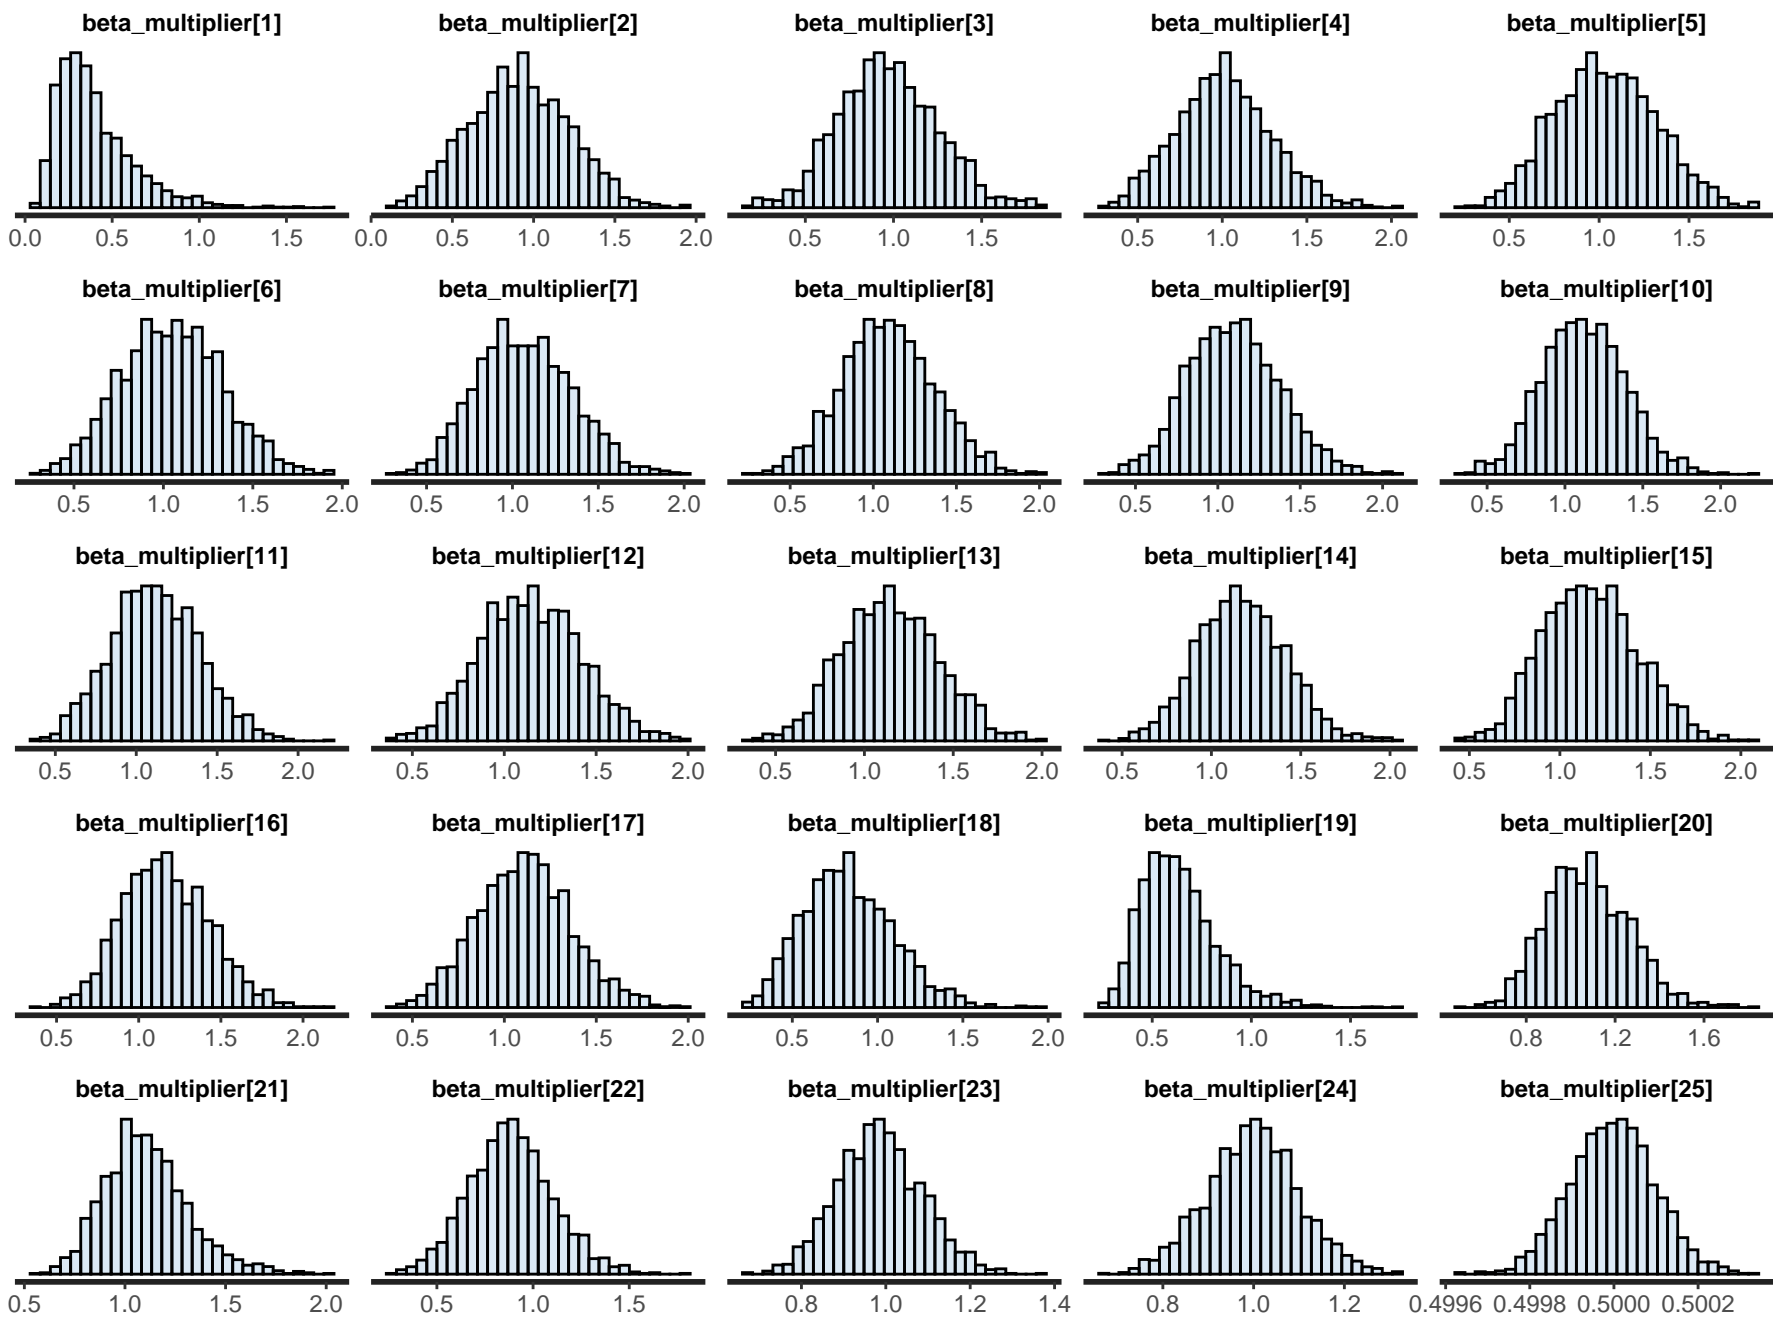 beta_multiplier[1] beta_multiplier[2] beta_multiplier[3] beta_multiplier[4] beta_multiplier[5]
0.0 0.5 1.0 1.5 0.0 0.5 1.0 1.5 2.0 0.5 1.0 1.5 0.5 1.0 1.5 2.0 0.5 1.0 1.5
beta_multiplier[6] beta_multiplier[7] beta_multiplier[8] beta_multiplier[9] beta_multiplier[10]
0.5 1.0 1.5 2.0 0.5 1.0 1.5 2.0 0.5 1.0 1.5 2.0 0.5 1.0 1.5 2.0 0.5 1.0 1.5 2.0
beta_multiplier[11] beta_multiplier[12] beta_multiplier[13] beta_multiplier[14] beta_multiplier[15]
0.5 1.0 1.5 2.0 0.5 1.0 1.5 2.0 0.5 1.0 1.5 2.0 0.5 1.0 1.5 2.0 0.5 1.0 1.5 2.0
beta_multiplier[16] beta_multiplier[17] beta_multiplier[18] beta_multiplier[19] beta_multiplier[20]
0.5 1.0 1.5 2.0 0.5 1.0 1.5 2.0 0.5 1.0 1.5 2.0 0.5 1.0 1.5 0.8 1.2 1.6
beta_multiplier[21] beta_multiplier[22] beta_multiplier[23] beta_multiplier[24] beta_multiplier[25]
0.5 1.0 1.5 2.0 0.5 1.0 1.5 0.8 1.0 1.2 1.4 0.8 1.0 1.2 0.4996 0.4998 0.5000 0.5002